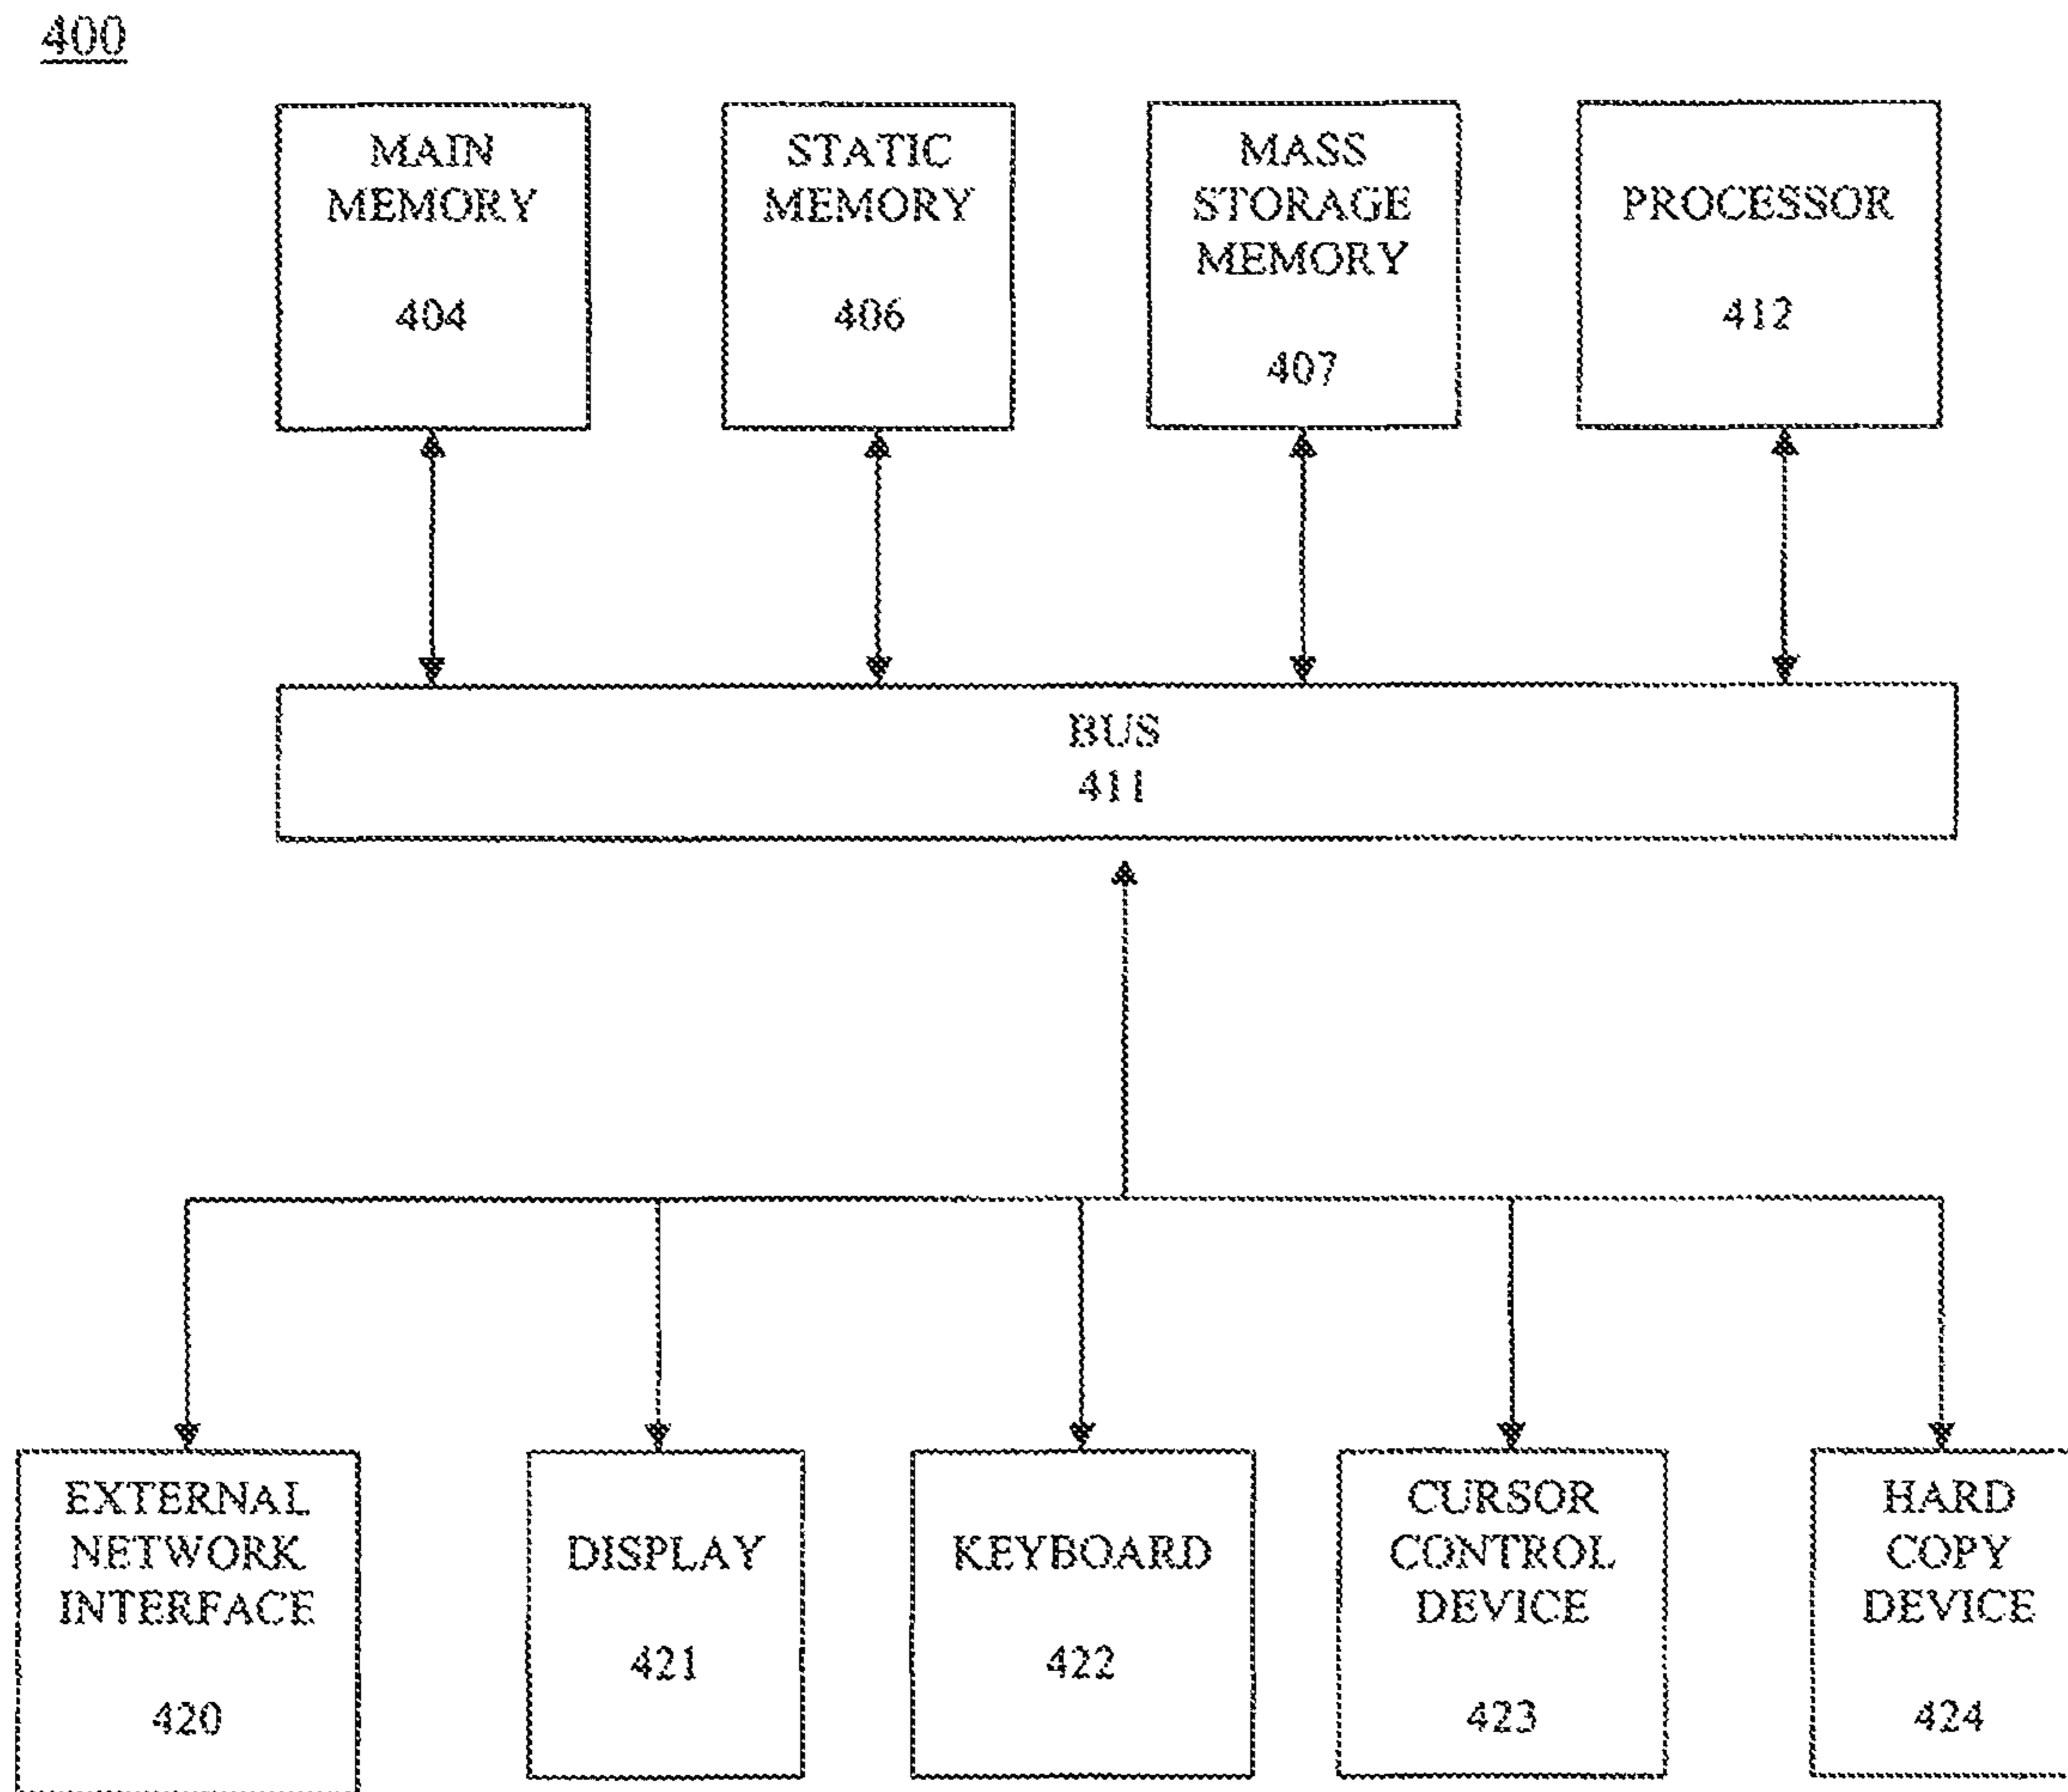 400
MAIN
MEMORY
404
STATIC
MEMORY
406
MASS
STORAGE
MEMORY
407
PROCESSOR
412
BUS
411
EXTERNAL
NETWORK
INTERFACE
420
DISPLAY
421
KEYBOARD
422
CURSOR
CONTROL
DEVICE
423
HARD
COPY
DEVICE
424